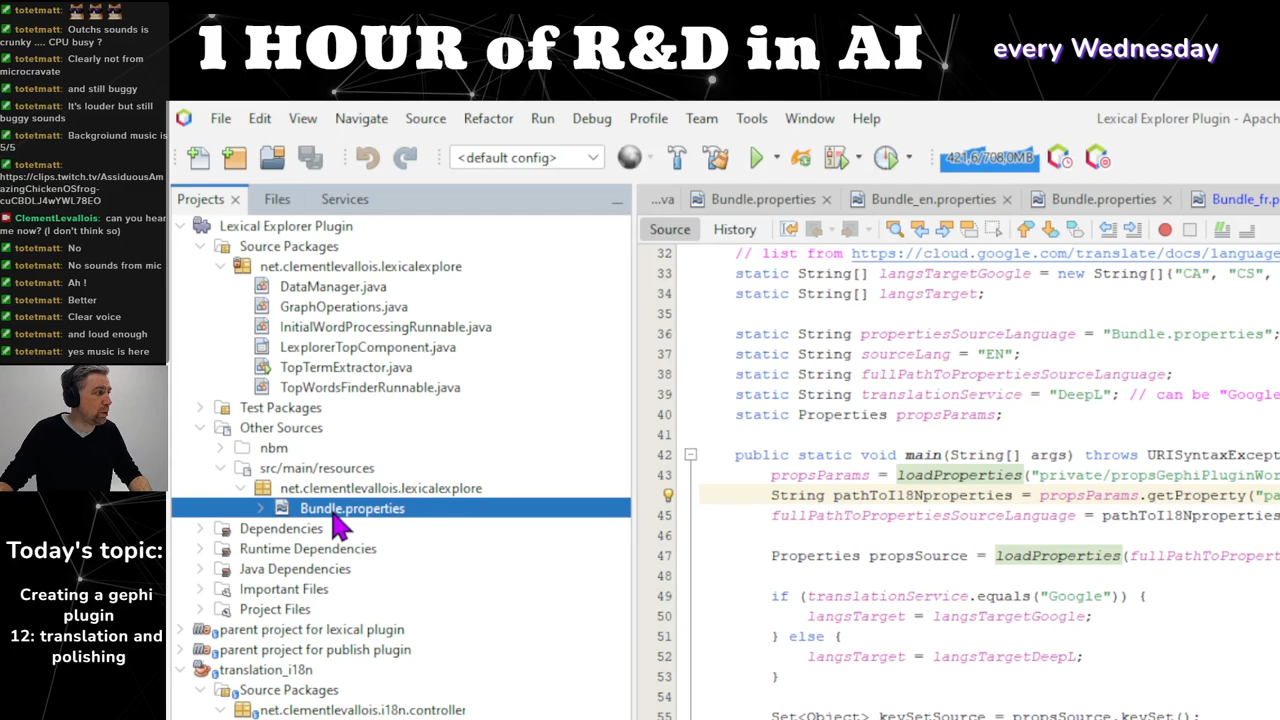 1 HOUR of R&D in AI
every Wednesday
totetmatt:
totetmatt: Outchs sounds is
crunky .... CPU busy ?
totetmatt: Clearly not from
microcravate
totetmatt: and still buggy
totetmatt: It's louder but still
buggy sounds
totetmatt: Backgroiund music is
5/5
totetmatt:
https://clips.twitch.tv/AssiduousAm
azingChickenOSfrog-
cuCBDLJ4wYWL78EO
ClementLevallois: can you hear
me now? (I don't think so)
totetmatt: No
totetmatt: No sounds from mic
totetmatt: Ah !
totetmatt: Better
totetmatt: Clear voice
totetmatt: and loud enough
totetmatt: yes music is here
Today's topic:
Creating a gephi
plugin
12: translation and
polishing
File Edit View Navigate Source Refactor Run Debug Profile Team Tools Window Help
Lexical Explorer Plugin - Apach
<default config>
421,6/708,0MB
Projects Files Services
Lexical Explorer Plugin
Source Packages
net.clementlevallois.lexicalexplore
DataManager.java
GraphOperations.java
InitialWordProcessingRunnable.java
LexplorerTopComponent.java
TopTermExtractor.java
TopWordsFinderRunnable.java
Test Packages
Other Sources
nbm
src/main/resources
net.clementlevallois.lexicalexplore
Bundle.properties
Dependencies
Runtime Dependencies
Java Dependencies
Important Files
Project Files
parent project for lexical plugin
parent project for publish plugin
translation_i18n
Source Packages
net.clementlevallois.i18n.controller
...va Bundle.properties Bundle_en.properties Bundle.properties Bundle_fr.p
Source History
32 // list from https://cloud.google.com/translate/docs/language
33 static String[] langsTargetGoogle = new String[]{"CA", "CS",
34 static String[] langsTarget;
35
36 static String propertiesSourceLanguage = "Bundle.properties";
37 static String sourceLang = "EN";
38 static String fullPathToPropertiesSourceLanguage;
39 static String translationService = "DeepL"; // can be "Google
40 static Properties propsParams;
41
42 public static void main(String[] args) throws URISyntaxExcept
43 propsParams = loadProperties("private/propsGephiPluginWor
String pathToI18Nproperties = propsParams.getProperty("pa
45 fullPathToPropertiesSourceLanguage = pathToI18Nproperties
46
47 Properties propsSource = loadProperties(fullPathToPropert
48
49 if (translationService.equals("Google")) {
50 langsTarget = langsTargetGoogle;
51 } else {
52 langsTarget = langsTargetDeepL;
53 }
54
55 Set<Object> keySetSource = propsSource.keySet();